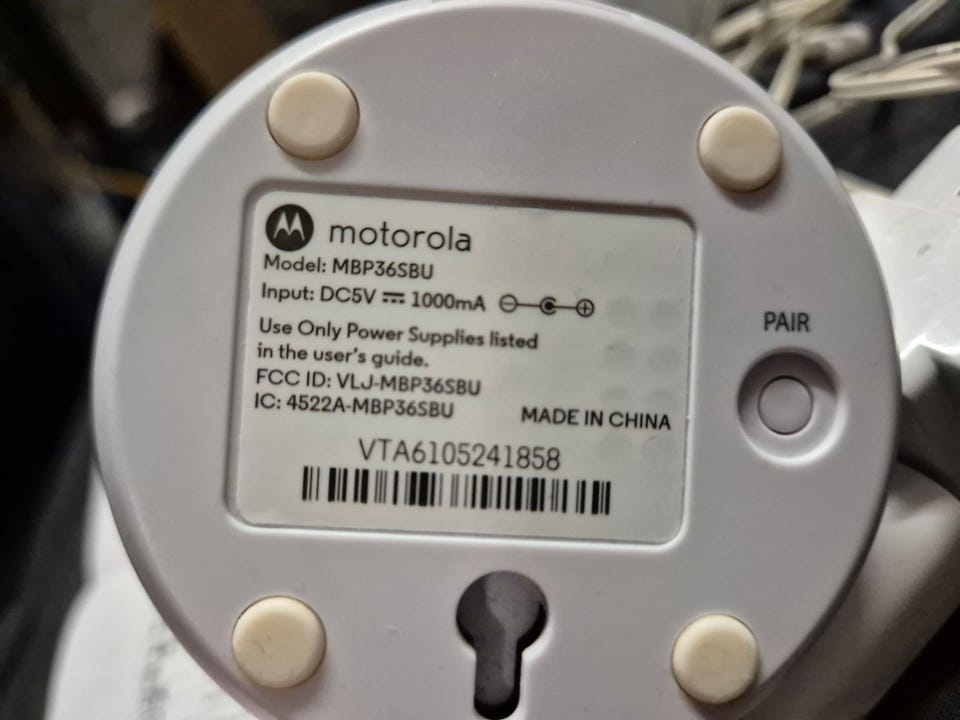 motorola
Model: MBP36SBU
Input: DC5V ⎓ 1000mA
Use Only Power Supplies listed
in the user's guide.
FCC ID: VLJ-MBP36SBU
IC: 4522A-MBP36SBU
MADE IN CHINA
VTA6105241858
PAIR